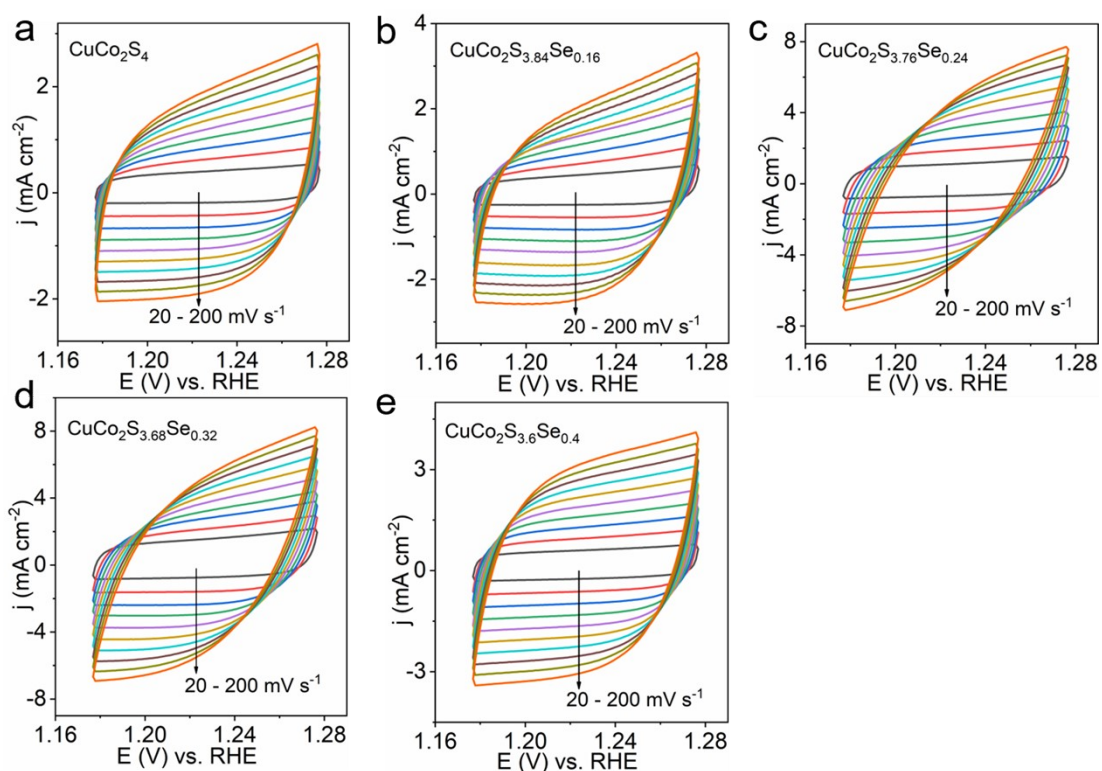 a
CuCo2S4
2
0
-2
j (mA cm-2)
20 - 200 mV s-1
1.16 1.20 1.24 1.28
E (V) vs. RHE
b
CuCo2S3.84Se0.16
4
2
0
-2
j (mA cm-2)
20 - 200 mV s-1
1.16 1.20 1.24 1.28
E (V) vs. RHE
c
CuCo2S3.76Se0.24
8
4
0
-4
-8
j (mA cm-2)
20 - 200 mV s-1
1.16 1.20 1.24 1.28
E (V) vs. RHE
d
CuCo2S3.68Se0.32
8
4
0
-4
-8
j (mA cm-2)
20 - 200 mV s-1
1.16 1.20 1.24 1.28
E (V) vs. RHE
e
CuCo2S3.6Se0.4
3
0
-3
j (mA cm-2)
20 - 200 mV s-1
1.16 1.20 1.24 1.28
E (V) vs. RHE